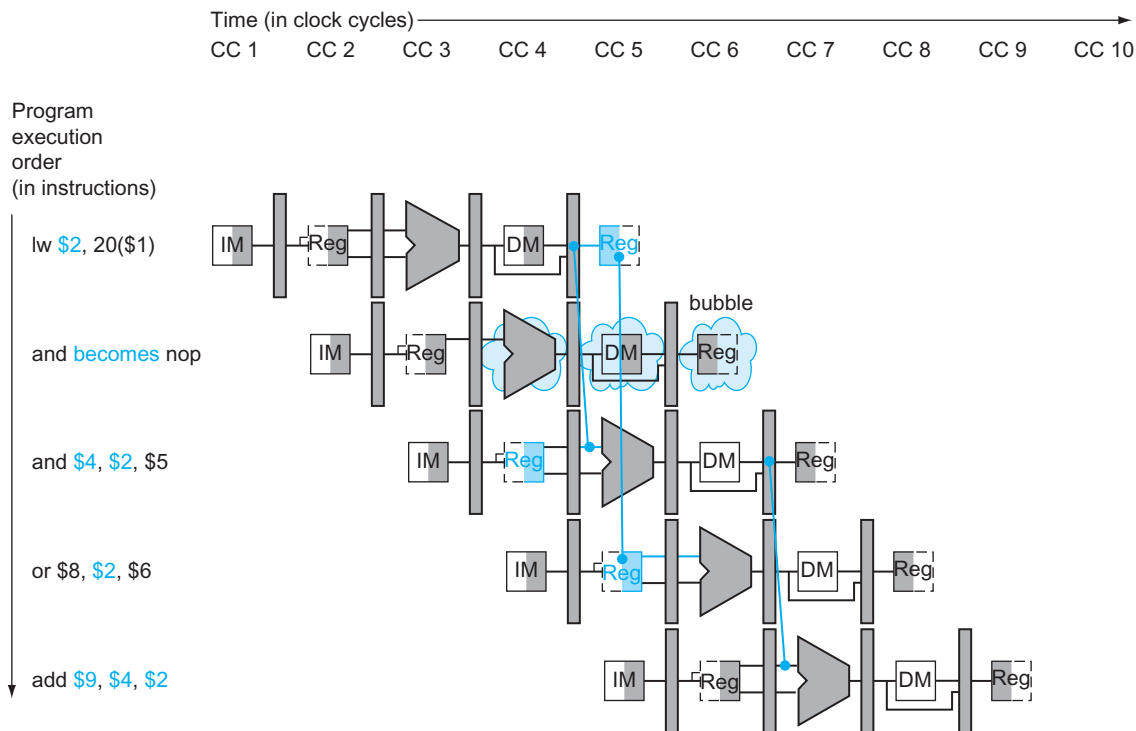 Time (in clock cycles)
CC 1 CC 2 CC 3 CC 4 CC 5 CC 6 CC 7 CC 8 CC 9 CC 10
Program
execution
order
(in instructions)
lw $2, 20($1) IM Reg DM Reg
bubble
and becomes nop IM Reg DM Reg
and $4, $2, $5 IM Reg DM Reg
or $8, $2, $6 IM Reg DM Reg
add $9, $4, $2 IM Reg DM Reg